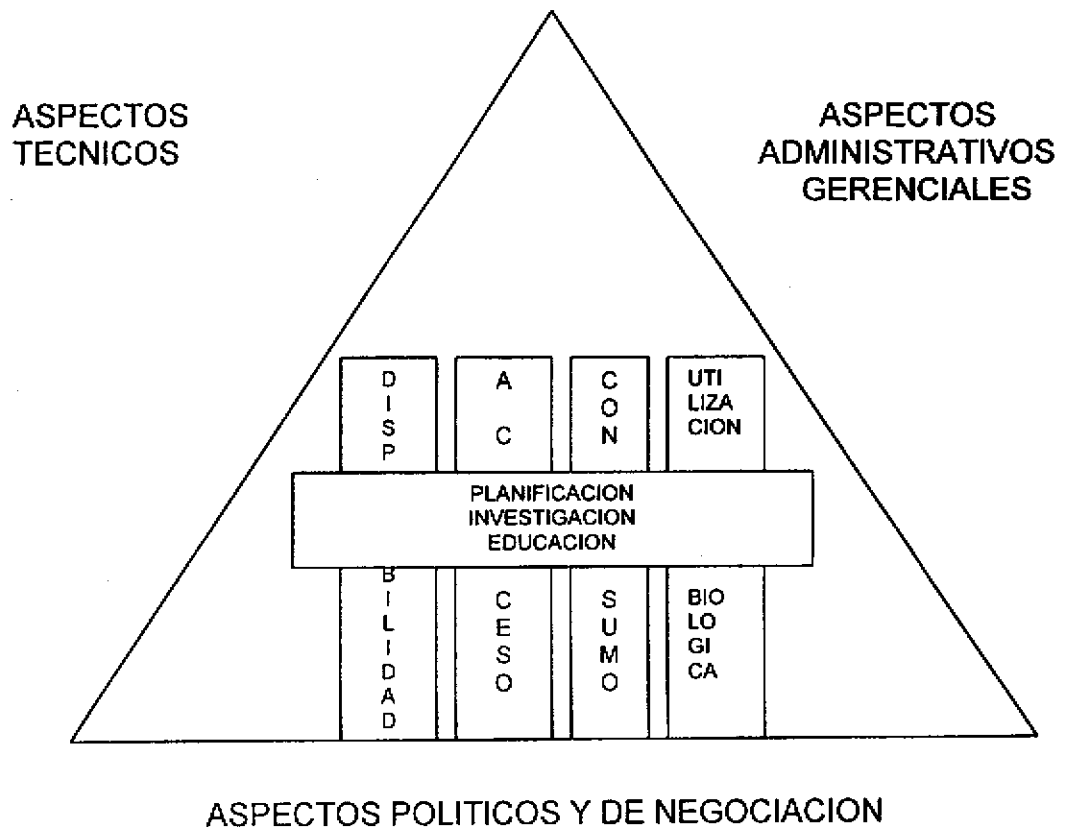 ASPECTOS
TECNICOS
ASPECTOS
ADMINISTRATIVOS
GERENCIALES
D
I
S
P
B
I
L
I
D
A
D
A
C
C
E
S
O
C
O
N
S
U
M
O
UTI
LIZA
CION
BIO
LO
GI
CA
PLANIFICACION
INVESTIGACION
EDUCACION
ASPECTOS POLITICOS Y DE NEGOCIACION